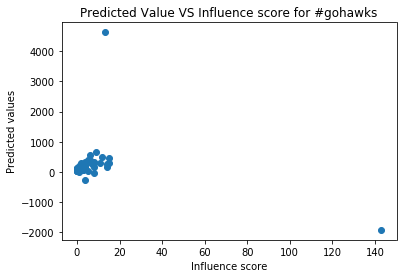 Predicted Value VS Influence score for #gohawks
4000
3000
2000
1000
0
−1000
−2000
Predicted values
0 20 40 60 80 100 120 140
Influence score